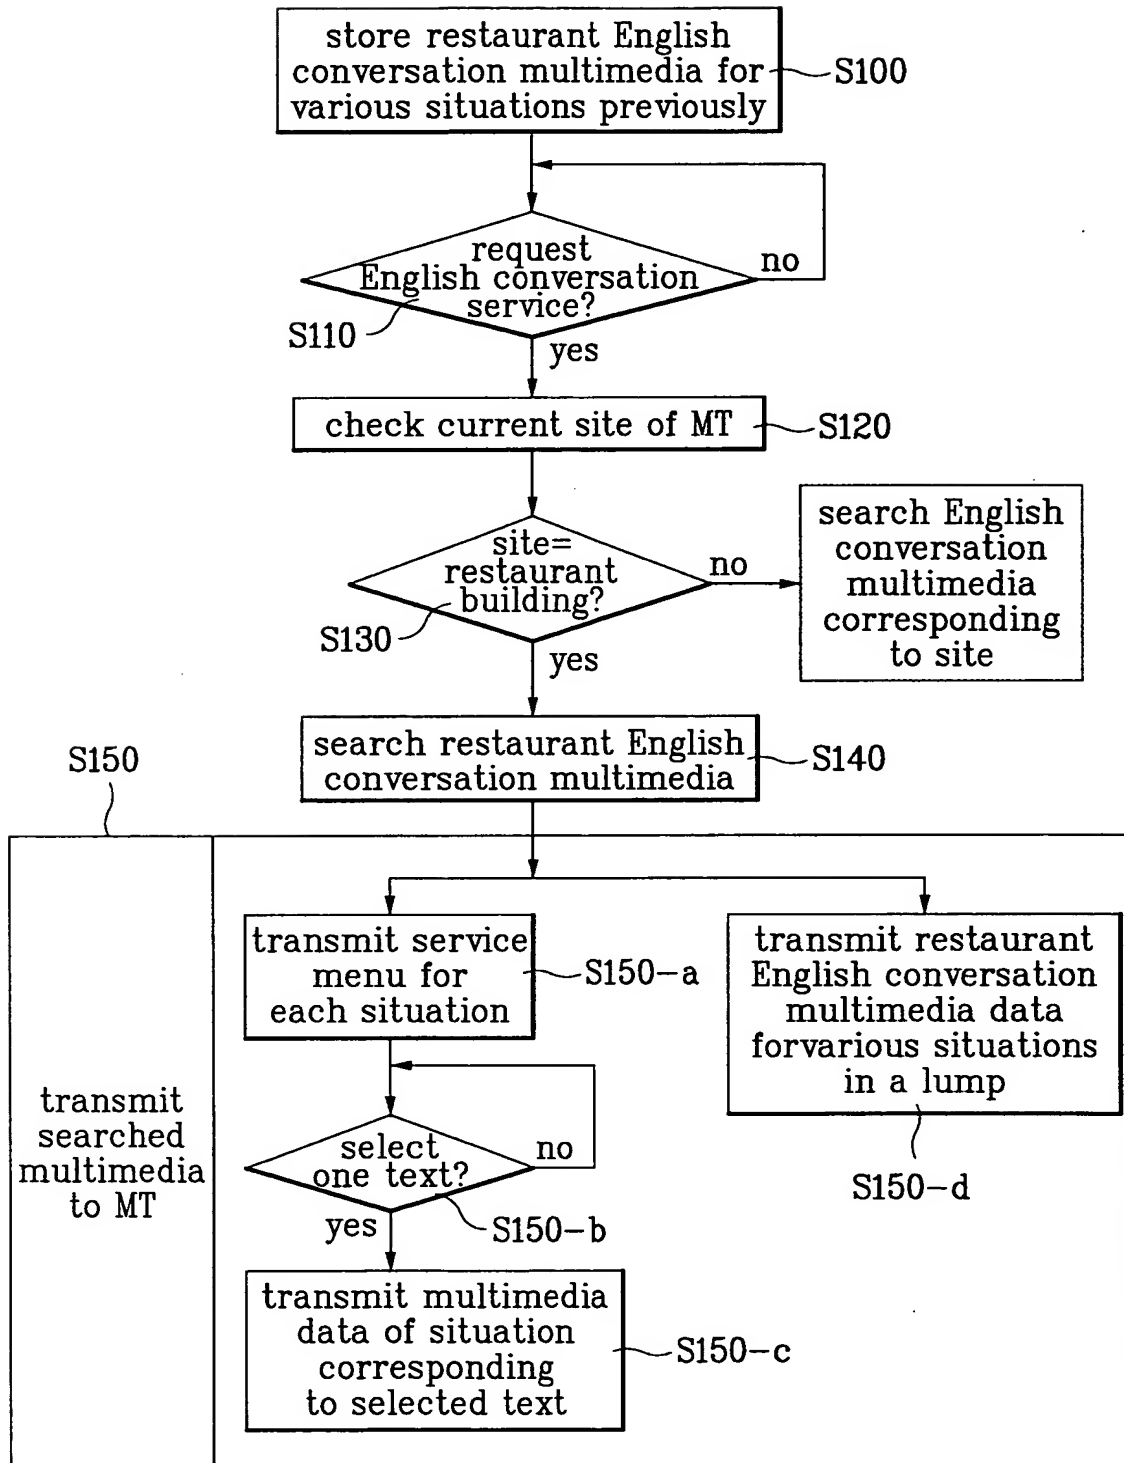 store restaurant English
conversation multimedia for
various situations previously
S100
request
English conversation
service?
no
S110
yes
check current site of MT
S120
site=
restaurant
building?
no
S130
yes
search English
conversation
multimedia
corresponding
to site
search restaurant English
conversation multimedia
S140
S150
transmit
searched
multimedia
to MT
transmit service
menu for
each situation
S150-a
select
one text?
no
S150-b
yes
transmit multimedia
data of situation
corresponding
to selected text
S150-c
transmit restaurant
English conversation
multimedia data
forvarious situations
in a lump
S150-d